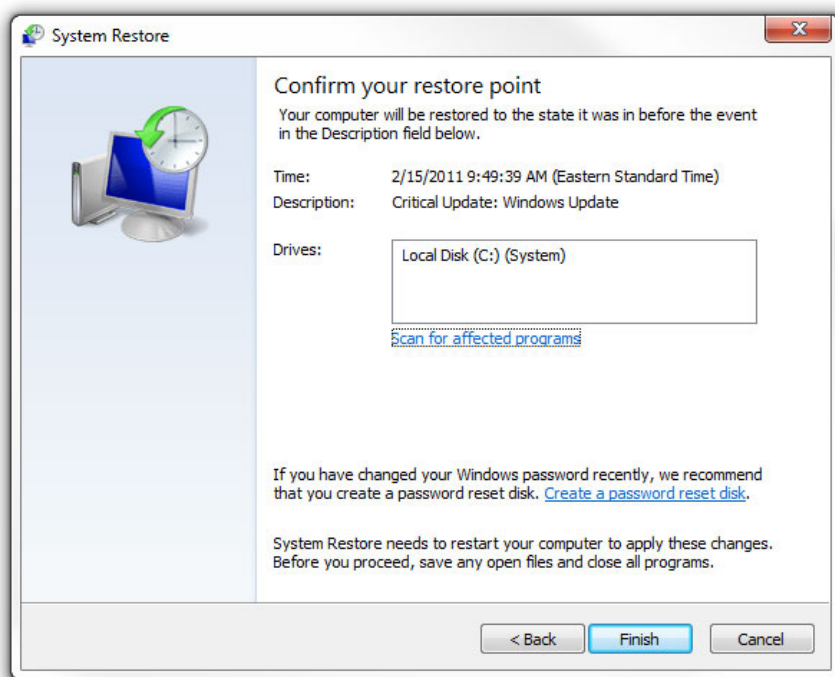 System Restore
Confirm your restore point
Your computer will be restored to the state it was in before the event
in the Description field below.
Time: 2/15/2011 9:49:39 AM (Eastern Standard Time)
Description: Critical Update: Windows Update
Drives: Local Disk (C:) (System)
Scan for affected programs
If you have changed your Windows password recently, we recommend
that you create a password reset disk. Create a password reset disk.
System Restore needs to restart your computer to apply these changes.
Before you proceed, save any open files and close all programs.
< Back Finish Cancel